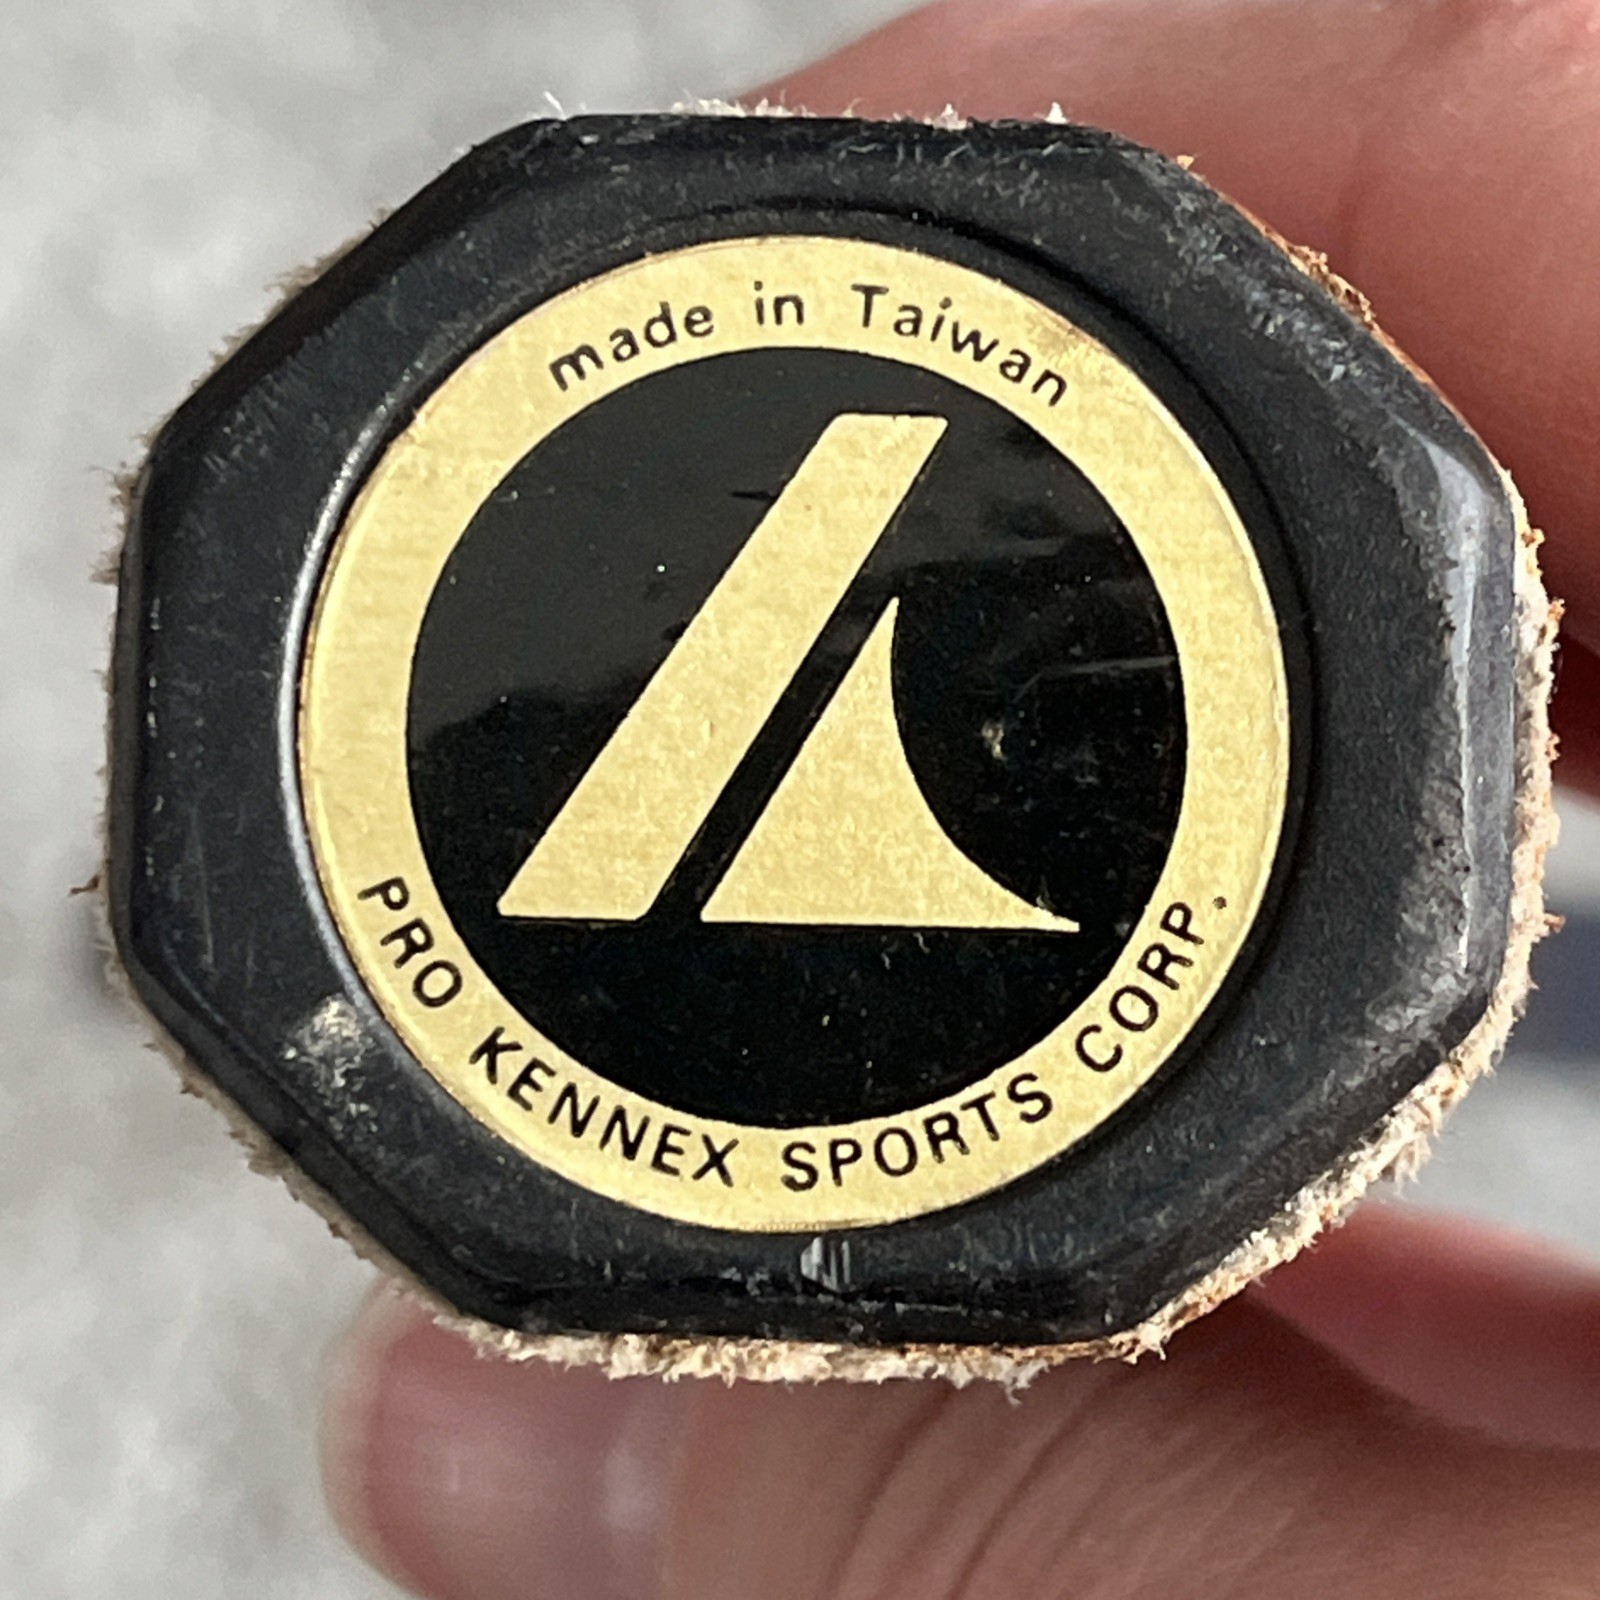 made in Taiwan
PRO KENNEX SPORTS CORP.